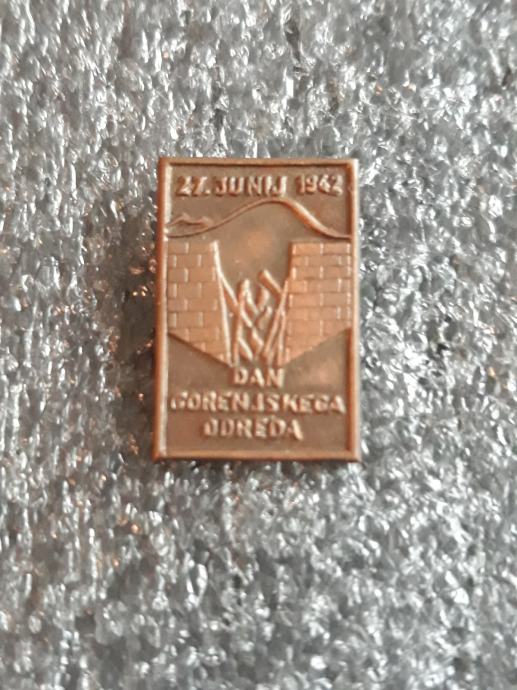 27. JUNIJ 1942
DAN
GORENJSKEGA
ODREDA